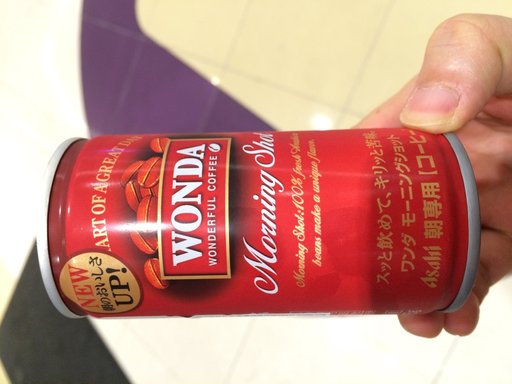 ART OF A GREAT DAY
WONDA
WONDERFUL COFFEE
Morning Shot
Morning Shot: 100% fresh
beans make a unique flavor.
NEW
朝のおいしさ
UP!
スッと飲めて、キリッと苦味。
ワンダ モーニングショット
Asahi 朝専用 [コーヒー